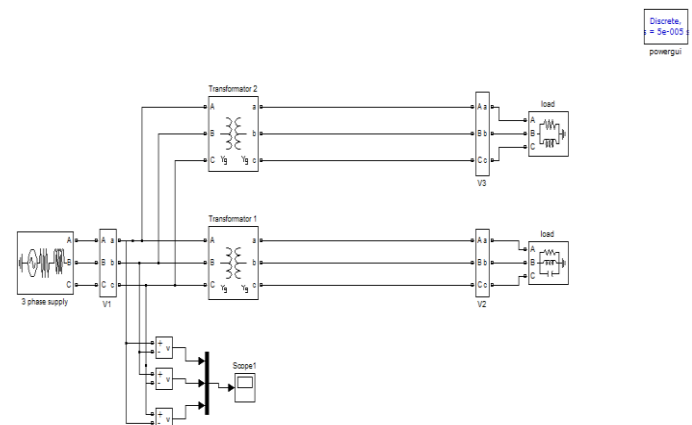 Discrete,
s = 5e-005 s
powergui
Transformator 2
A a
B b
C Yg Yg c
A a
B b
C c
V3
load
A
B
C
Transformator 1
A a
B b
C Yg Yg c
A a
B b
C c
V2
load
A
B
C
A
B
C
3 phase supply
A a
B b
C c
V1
+
- v
+
- v
+
- v
Scope1